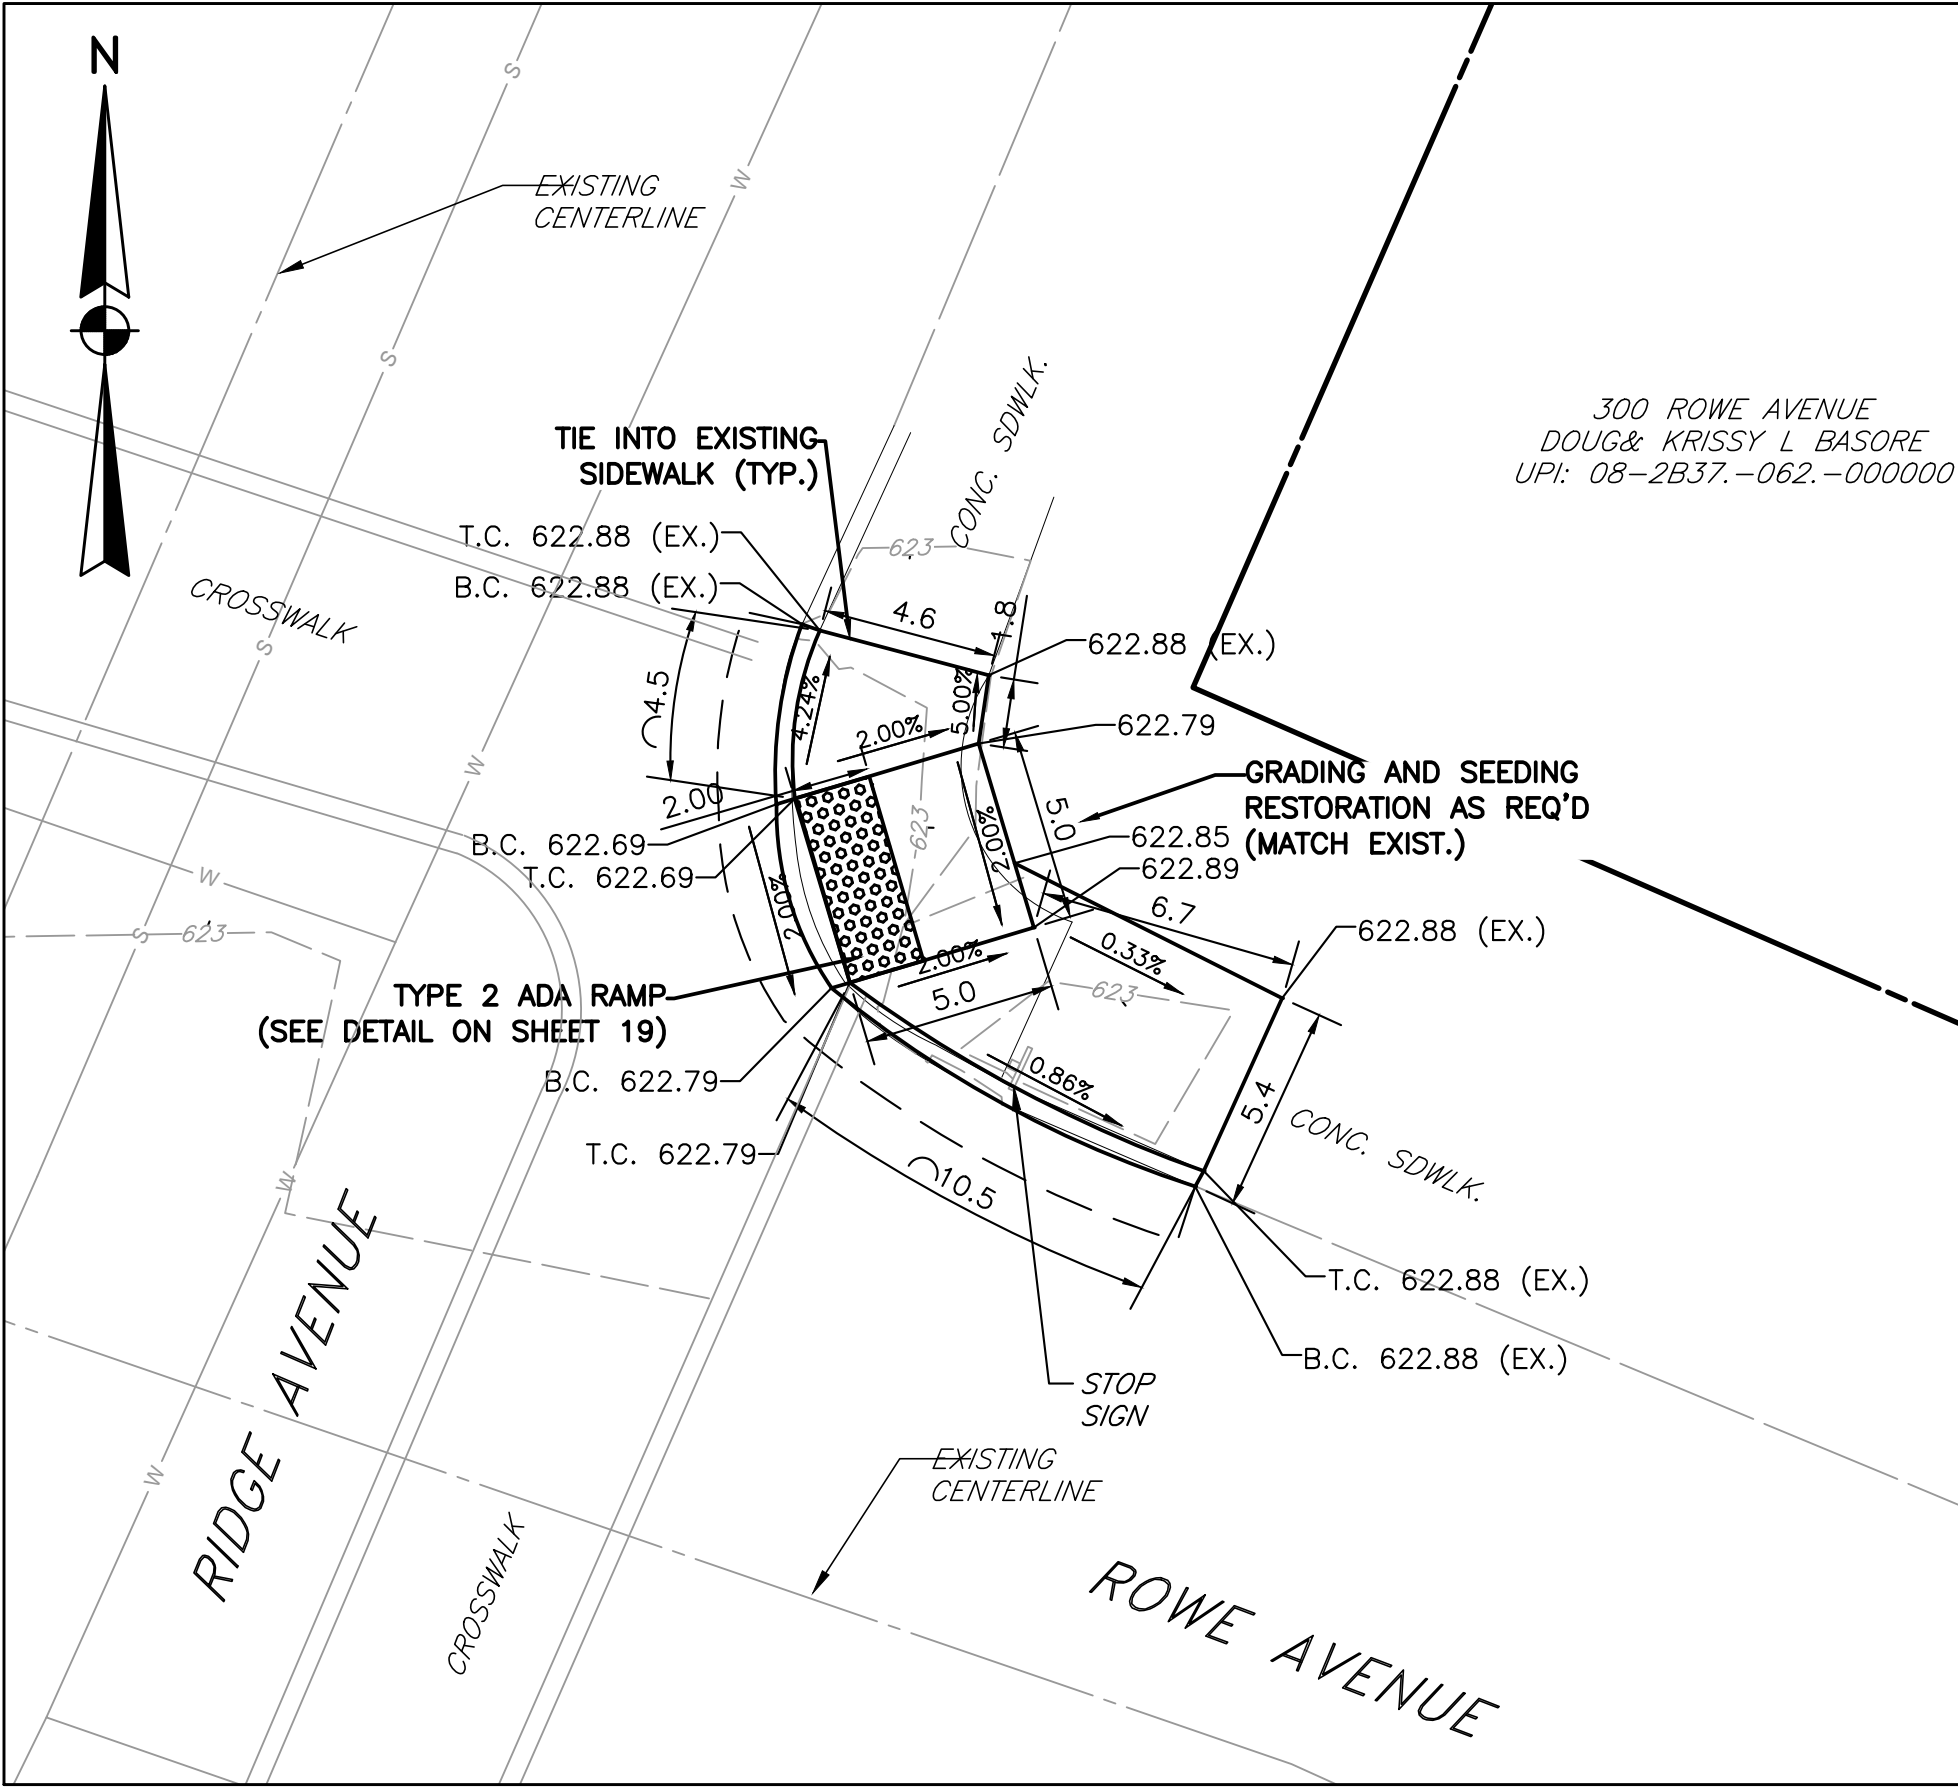 N
S
W
EXISTING
CENTERLINE
300 ROWE AVENUE
DOUG& KRISSY L BASORE
UPI: 08-2B37.-062.-000000
CONC. SDWLK.
TIE INTO EXISTING
SIDEWALK (TYP.)
S
T.C. 622.88 (EX.)
623
B.C. 622.88 (EX.)
CROSSWALK
4.6
1.8
622.88 (EX.)
S
4.5
4.24%
5.00%
2.00%
622.79
W
2.00
GRADING AND SEEDING
RESTORATION AS REQ'D
(MATCH EXIST.)
5.0
2.00%
623
B.C. 622.69
T.C. 622.69
622.85
622.89
W
2.00%
6.7
S
623
0.33%
622.88 (EX.)
2.00%
5.0
623
TYPE 2 ADA RAMP
(SEE DETAIL ON SHEET 19)
B.C. 622.79
0.86%
5.4
CONC. SDWLK.
T.C. 622.79
W
10.5
T.C. 622.88 (EX.)
B.C. 622.88 (EX.)
STOP
SIGN
RIDGE AVENUE
W
EXISTING
CENTERLINE
CROSSWALK
ROWE AVENUE